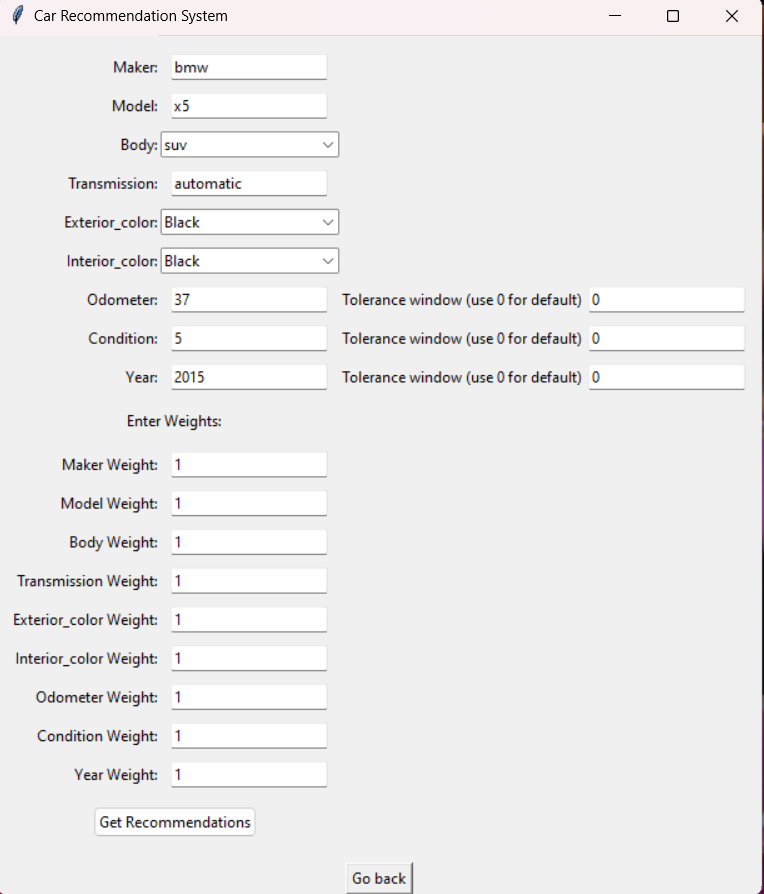 Car Recommendation System
Maker: bmw
Model: x5
Body: suv
Transmission: automatic
Exterior_color: Black
Interior_color: Black
Odometer: 37 Tolerance window (use 0 for default) 0
Condition: 5 Tolerance window (use 0 for default) 0
Year: 2015 Tolerance window (use 0 for default) 0
Enter Weights:
Maker Weight: 1
Model Weight: 1
Body Weight: 1
Transmission Weight: 1
Exterior_color Weight: 1
Interior_color Weight: 1
Odometer Weight: 1
Condition Weight: 1
Year Weight: 1
Get Recommendations
Go back